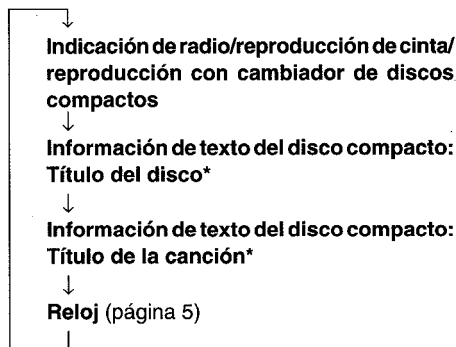 Indicación de radio/reproducción de cinta/
reproducción con cambiador de discos
compactos
↓
Información de texto del disco compacto:
Título del disco*
↓
Información de texto del disco compacto:
Título de la canción*
↓
Reloj (página 5)